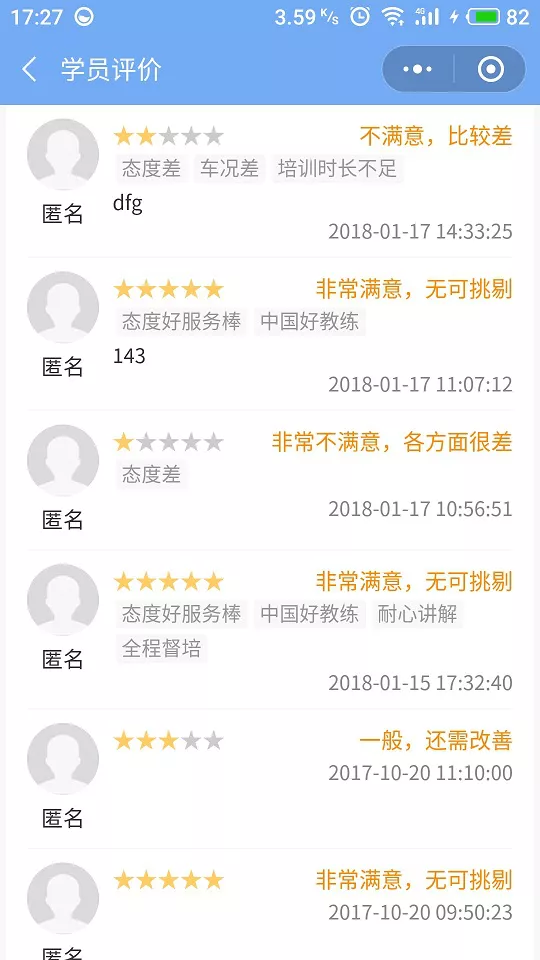 17:27 3.59 K/s 4G 82
学员评价
不满意，比较差
态度差 车况差 培训时长不足
匿名 dfg
2018-01-17 14:33:25
非常满意，无可挑剔
态度好服务棒 中国好教练
匿名 143
2018-01-17 11:07:12
非常不满意，各方面很差
态度差
匿名 2018-01-17 10:56:51
非常满意，无可挑剔
态度好服务棒 中国好教练 耐心讲解
匿名 全程督培
2018-01-15 17:32:40
一般，还需改善
2017-10-20 11:10:00
匿名
非常满意，无可挑剔
2017-10-20 09:50:23
匿名